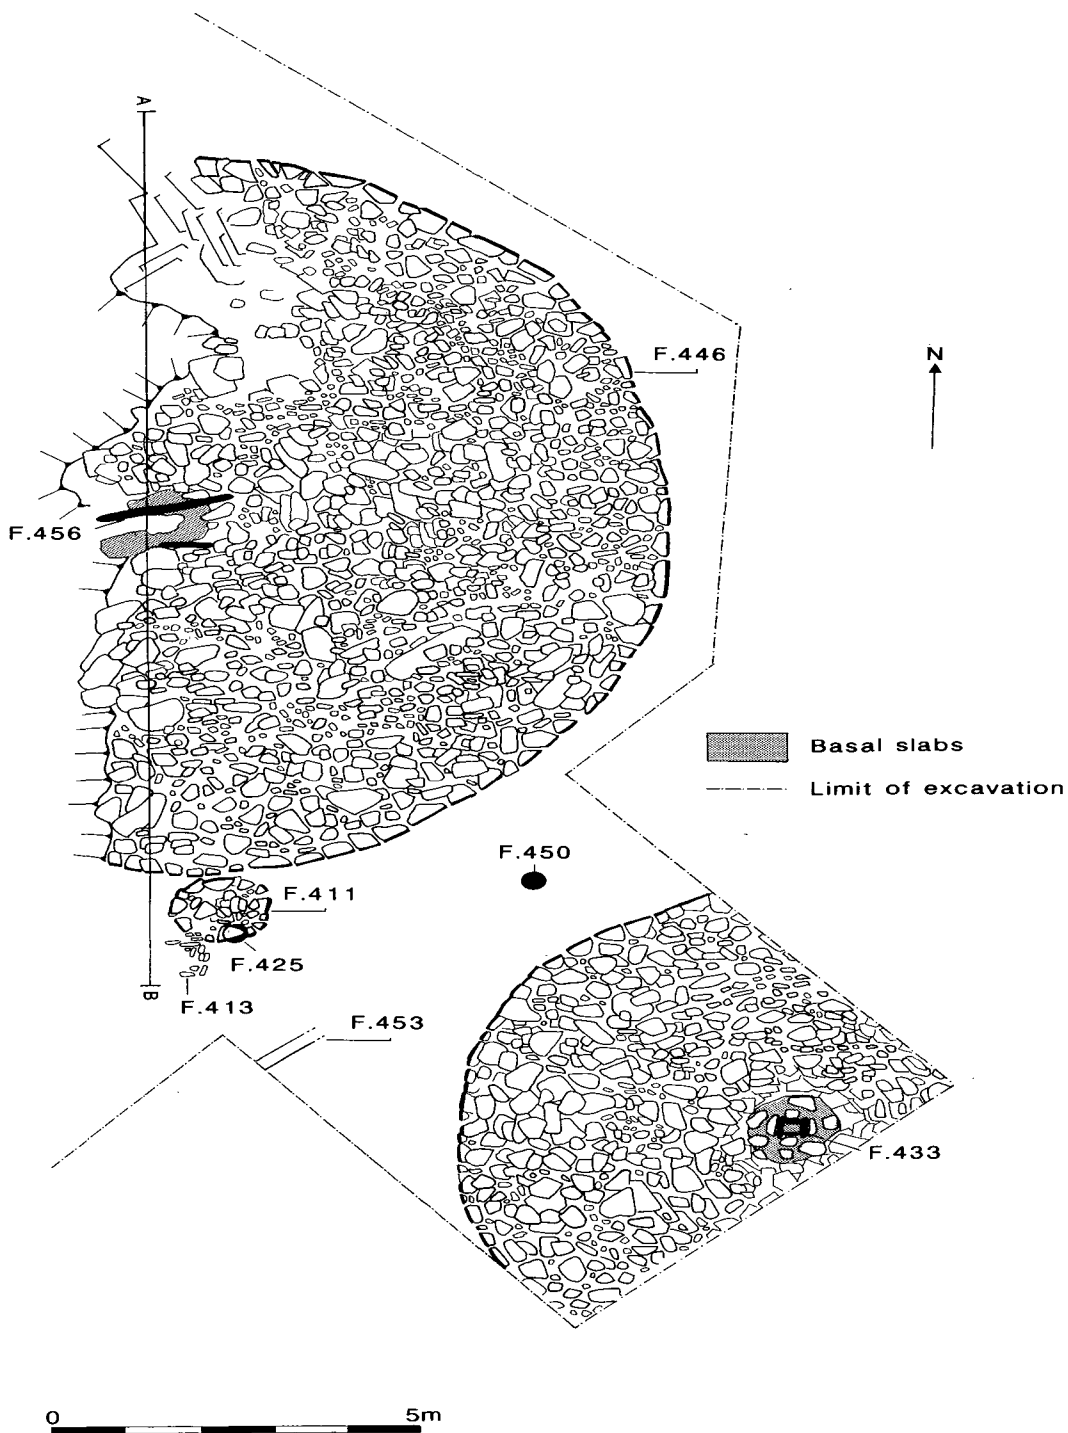 A
F.446
N
F.456
Basal slabs
Limit of excavation
F.450
F.411
F.425
F.413
B
F.453
F.433
0 5m